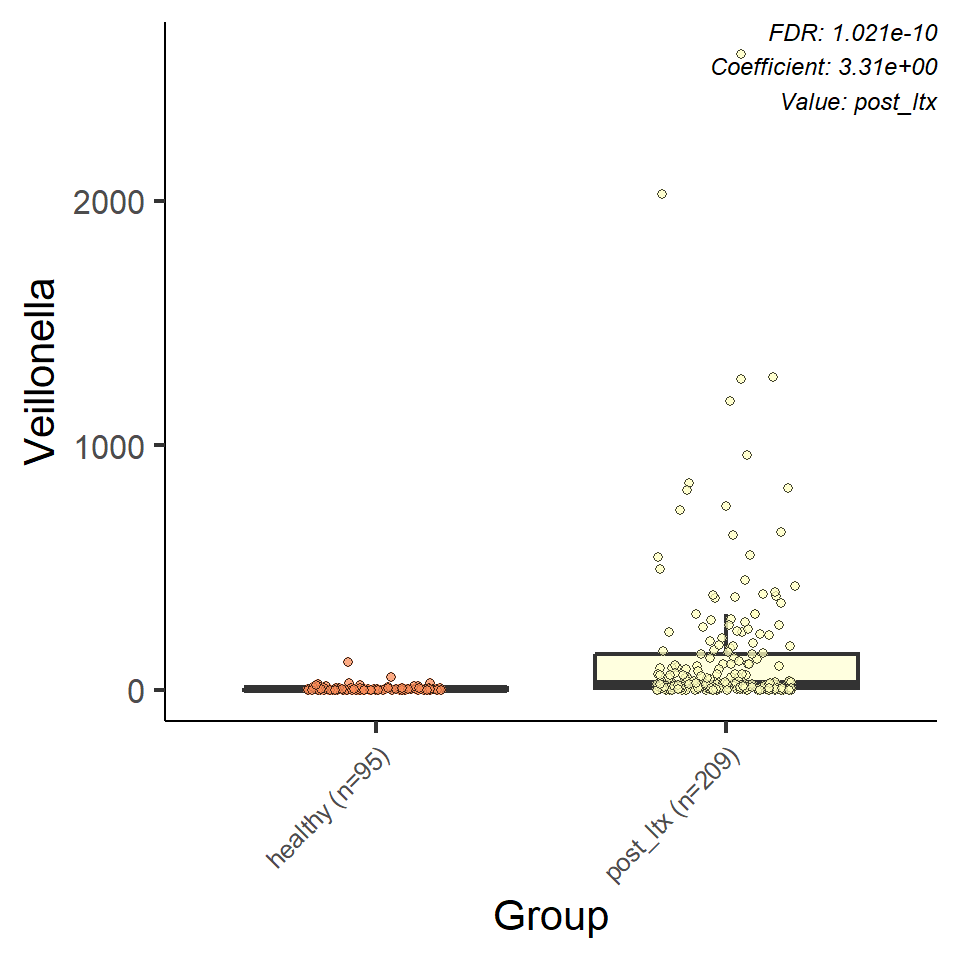 FDR: 1.021e-10
Coefficient: 3.31e+00
Value: post_ltx
Veillonella
2000
1000
0
healthy (n=95)
post_ltx (n=209)
Group